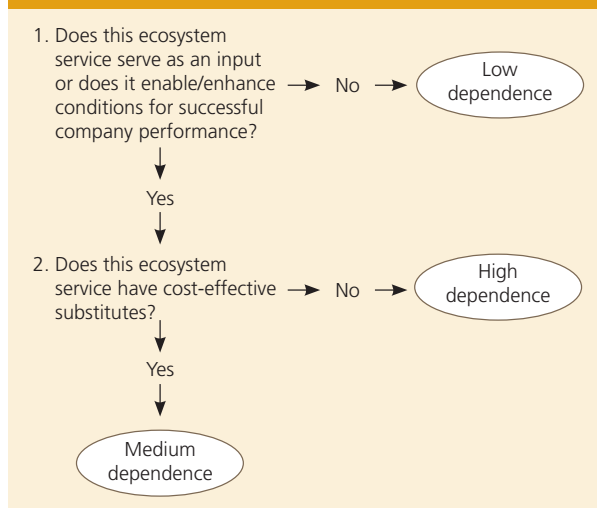 1. Does this ecosystem
service serve as an input
or does it enable/enhance
conditions for successful
company performance?
No
Low
dependence
Yes
2. Does this ecosystem
service have cost-effective
substitutes?
No
High
dependence
Yes
Medium
dependence